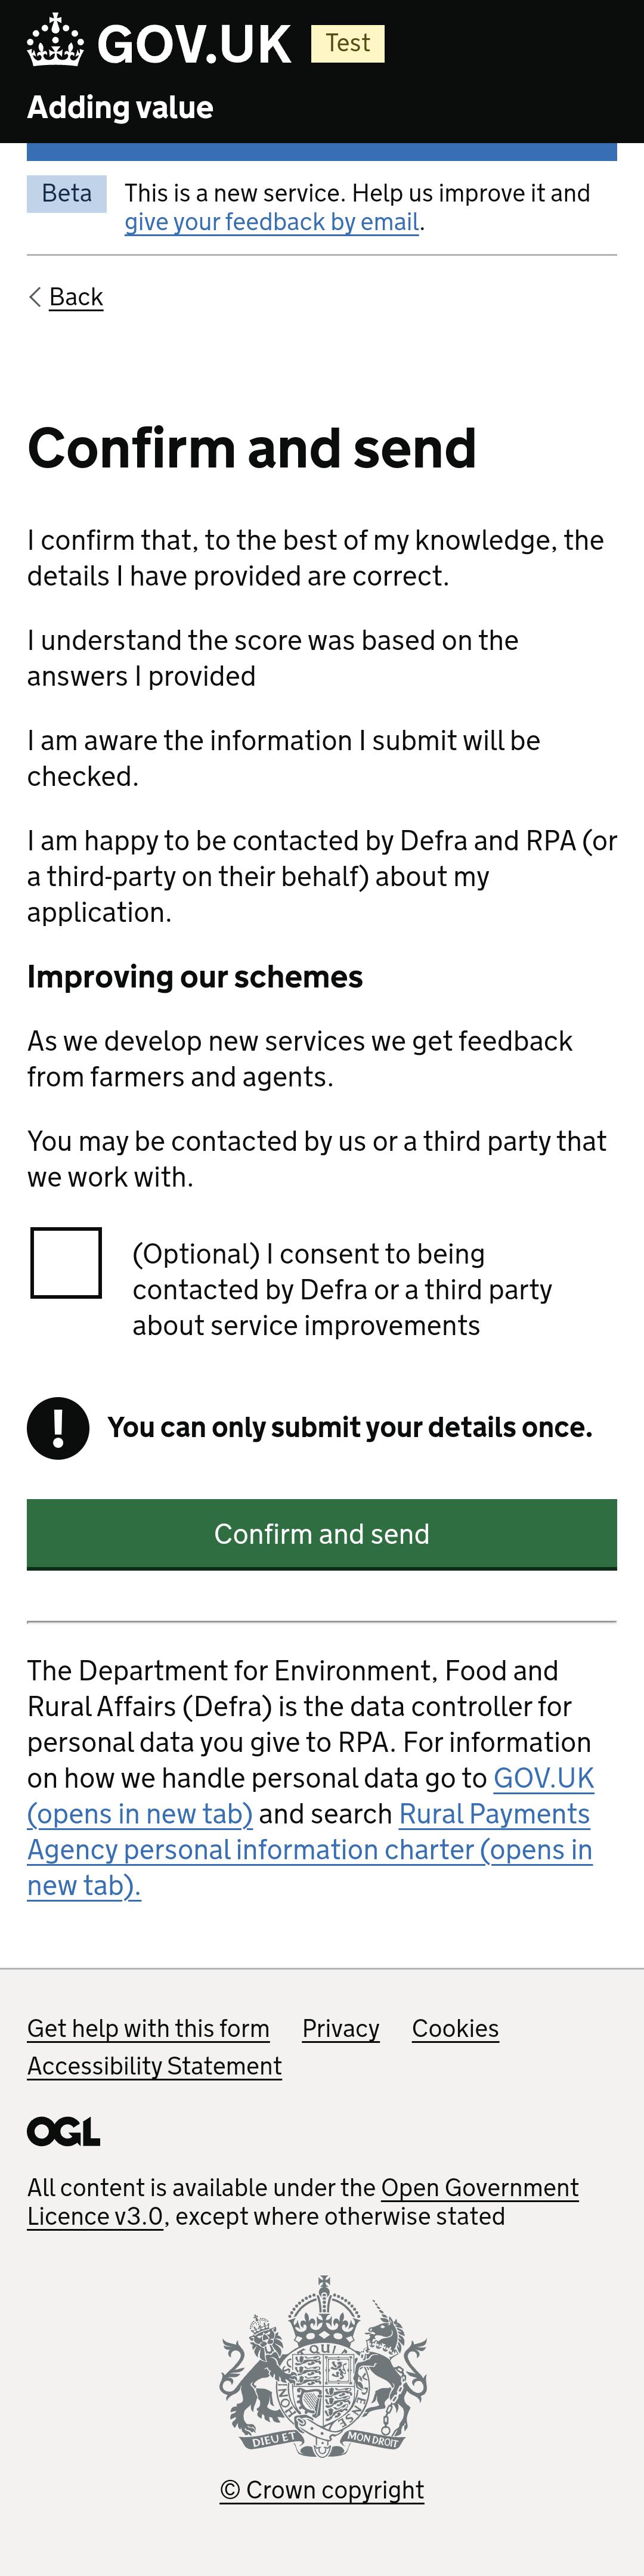 GOV.UK Test
Adding value
Beta This is a new service. Help us improve it and
give your feedback by email.
Back
Confirm and send
I confirm that, to the best of my knowledge, the
details I have provided are correct.
I understand the score was based on the
answers I provided
I am aware the information I submit will be
checked.
I am happy to be contacted by Defra and RPA (or
a third-party on their behalf) about my
application.
Improving our schemes
As we develop new services we get feedback
from farmers and agents.
You may be contacted by us or a third party that
we work with.
(Optional) I consent to being
contacted by Defra or a third party
about service improvements
! You can only submit your details once.
Confirm and send
The Department for Environment, Food and
Rural Affairs (Defra) is the data controller for
personal data you give to RPA. For information
on how we handle personal data go to GOV.UK
(opens in new tab) and search Rural Payments
Agency personal information charter (opens in
new tab).
Get help with this form Privacy Cookies
Accessibility Statement
OGL
All content is available under the Open Government
Licence v3.0, except where otherwise stated
DIEU ET MON DROIT
© Crown copyright